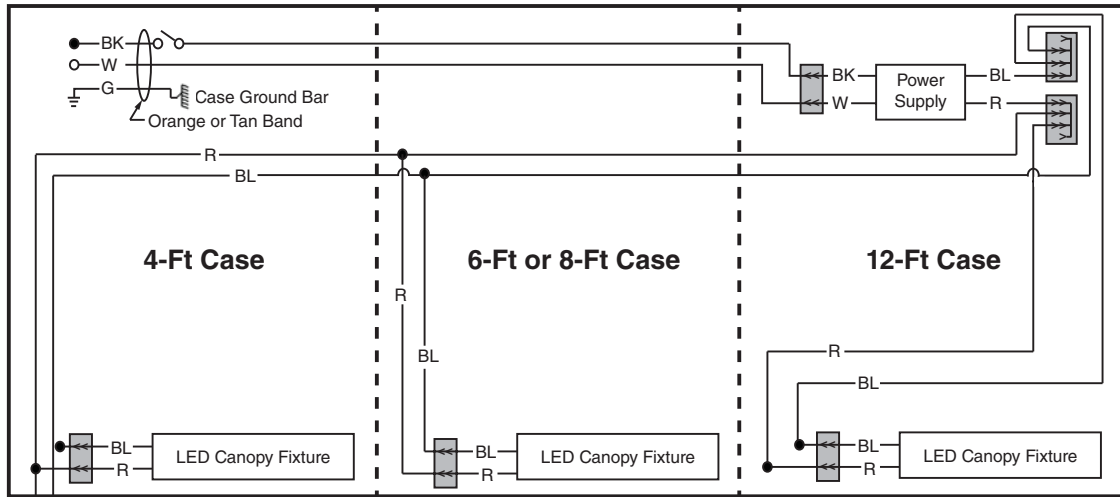 BK
W
G
Case Ground Bar
Orange or Tan Band
BK
W
Power
Supply
BL
R
R
BL
4-Ft Case
6-Ft or 8-Ft Case
12-Ft Case
R
BL
R
BL
BL
R
LED Canopy Fixture
BL
R
LED Canopy Fixture
BL
R
LED Canopy Fixture